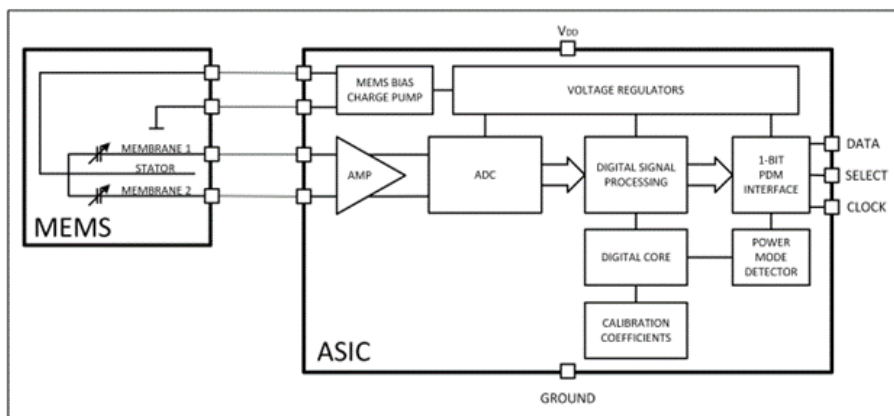 V_DD
MEMS BIAS
CHARGE PUMP
VOLTAGE REGULATORS
MEMBRANE 1
STATOR
MEMBRANE 2
MEMS
AMP
ADC
DIGITAL SIGNAL
PROCESSING
1-BIT
PDM
INTERFACE
DATA
SELECT
CLOCK
DIGITAL CORE
POWER
MODE
DETECTOR
CALIBRATION
COEFFICIENTS
ASIC
GROUND